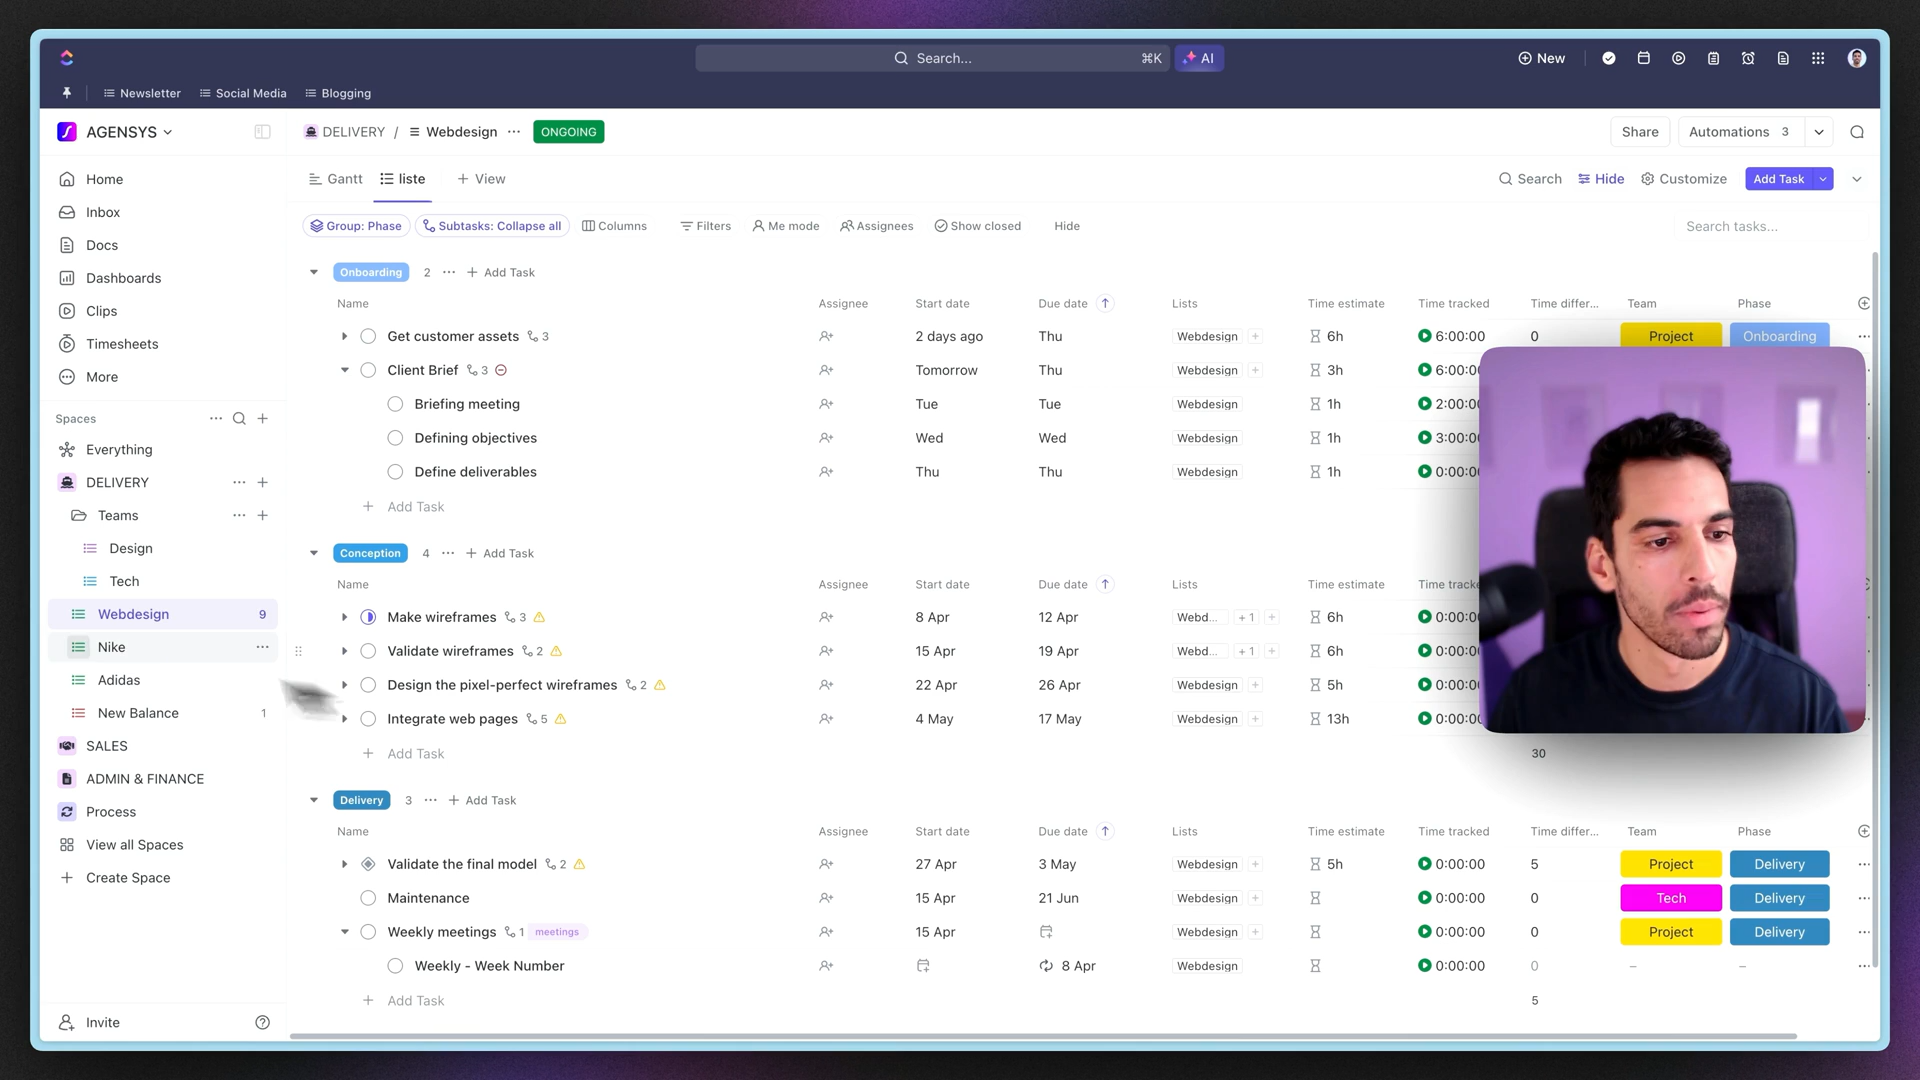 Search... ⌘K AI New
Newsletter Social Media Blogging
AGENSYS DELIVERY / Webdesign ... ONGOING Share Automations 3
Home Gantt liste + View Search Hide Customize Add Task
Inbox Group: Phase Subtasks: Collapse all Columns Filters Me mode Assignees Show closed Hide Search tasks...
Docs
Dashboards Onboarding 2 ... + Add Task
Clips Name Assignee Start date Due date Lists Time estimate Time tracked Time differ... Team Phase
Timesheets Get customer assets 3 2 days ago Thu Webdesign + 6h 6:00:00 0 Project Onboarding
More Client Brief 3 Tomorrow Thu Webdesign + 3h 6:00:00
Spaces ... + Briefing meeting Tue Tue Webdesign 1h 2:00:00
Everything Defining objectives Wed Wed Webdesign 1h 3:00:00
DELIVERY ... + Define deliverables Thu Thu Webdesign 1h 0:00:00
Teams ... + + Add Task
Design Conception 4 ... + Add Task
Tech Name Assignee Start date Due date Lists Time estimate Time tracked
Webdesign 9 Make wireframes 3 8 Apr 12 Apr Webd... + 1 + 6h 0:00:00
Nike ... Validate wireframes 2 15 Apr 19 Apr Webd... + 1 + 6h 0:00:00
Adidas Design the pixel-perfect wireframes 2 22 Apr 26 Apr Webdesign + 5h 0:00:00
New Balance 1 Integrate web pages 5 4 May 17 May Webdesign + 13h 0:00:00
SALES + Add Task 30
ADMIN & FINANCE
Process Delivery 3 ... + Add Task
View all Spaces Name Assignee Start date Due date Lists Time estimate Time tracked Time differ... Team Phase
+ Create Space Validate the final model 2 27 Apr 3 May Webdesign + 5h 0:00:00 5 Project Delivery
Maintenance 15 Apr 21 Jun Webdesign + 0:00:00 0 Tech Delivery
Weekly meetings 1 meetings 15 Apr Webdesign + 0:00:00 0 Project Delivery
Weekly - Week Number 8 Apr Webdesign 0:00:00 0 – –
+ Add Task 5
Invite